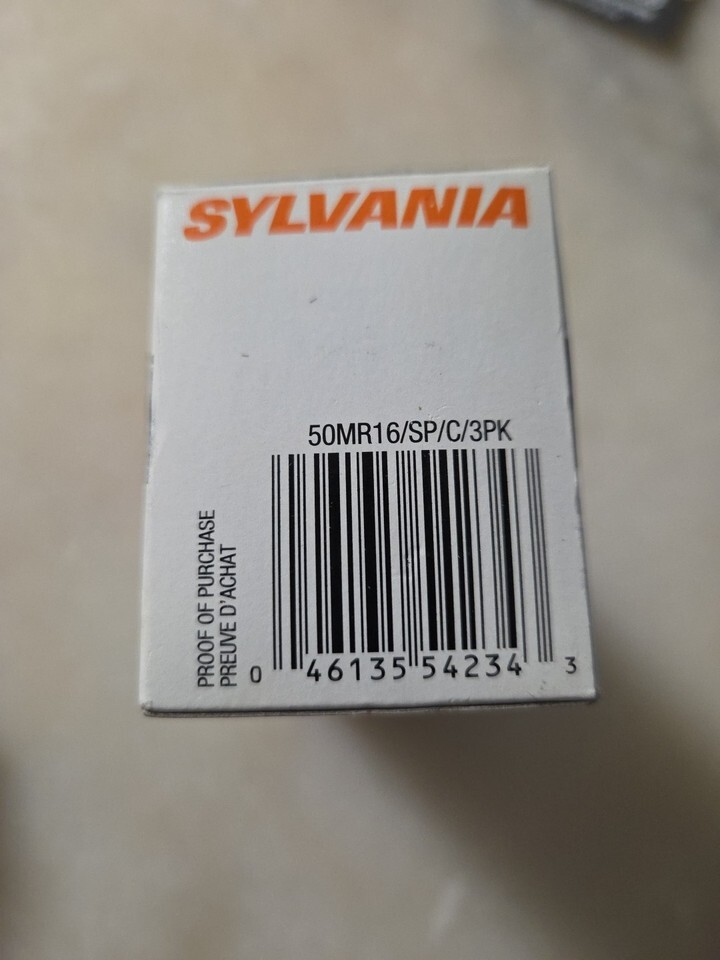 SYLVANIA
50MR16/SP/C/3PK
PROOF OF PURCHASE
PREUVE D'ACHAT
0 46135 54234 3